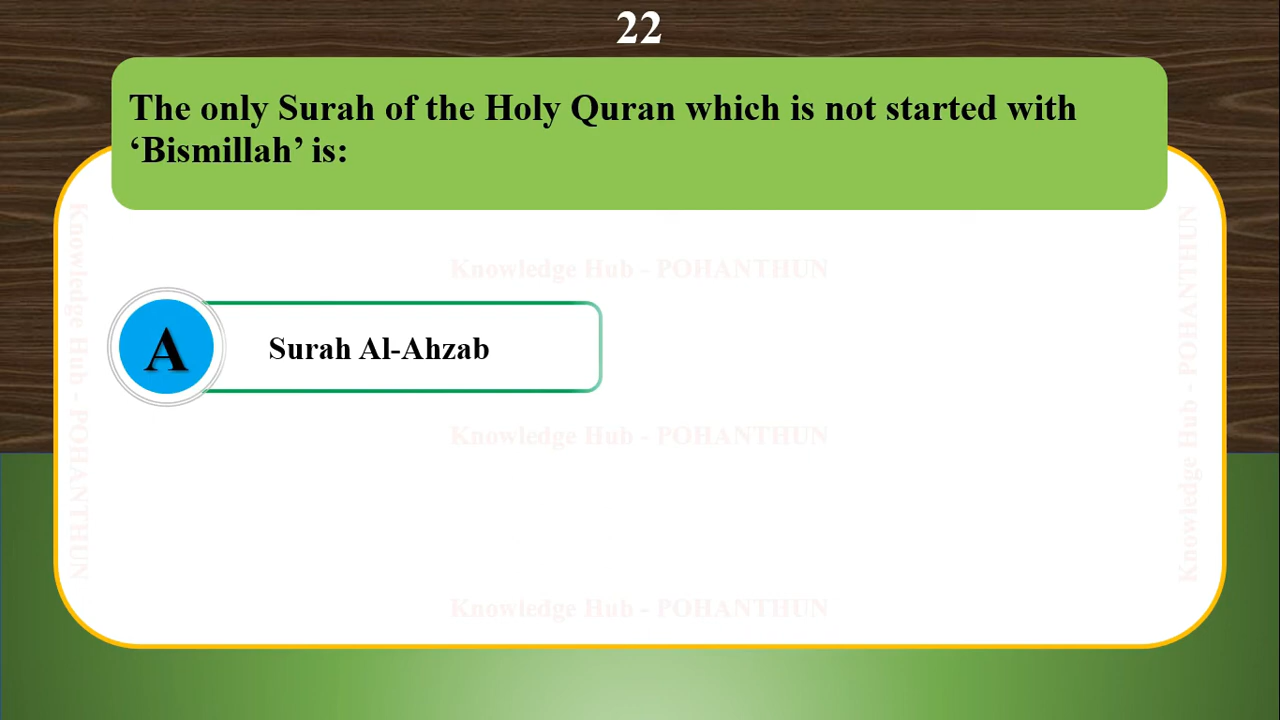 22
The only Surah of the Holy Quran which is not started with
‘Bismillah’ is:
Knowledge Hub - POHANTHUN
A
Surah Al-Ahzab
Knowledge Hub - POHANTHUN
Knowledge Hub - POHANTHUN
Knowledge Hub - POHANTHUN
Knowledge Hub - POHANTHUN